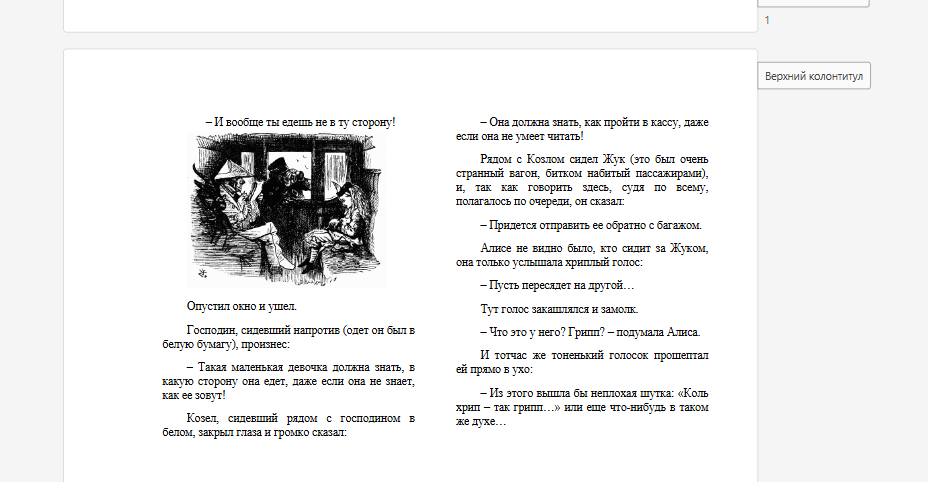 1
Верхний колонтитул
– И вообще ты едешь не в ту сторону!
Опустил окно и ушел.
Господин, сидевший напротив (одет он был в
белую бумагу), произнес:
– Такая маленькая девочка должна знать, в
какую сторону она едет, даже если она не знает,
как ее зовут!
Козел, сидевший рядом с господином в
белом, закрыл глаза и громко сказал:
– Она должна знать, как пройти в кассу, даже
если она не умеет читать!
Рядом с Козлом сидел Жук (это был очень
странный вагон, битком набитый пассажирами),
и, так как говорить здесь, судя по всему,
полагалось по очереди, он сказал:
– Придется отправить ее обратно с багажом.
Алисе не видно было, кто сидит за Жуком,
она только услышала хриплый голос:
– Пусть пересядет на другой…
Тут голос закашлялся и замолк.
– Что это у него? Грипп? – подумала Алиса.
И тотчас же тоненький голосок прошептал
ей прямо в ухо:
– Из этого вышла бы неплохая шутка: «Коль
хрип – так грипп…» или еще что-нибудь в таком
же духе…